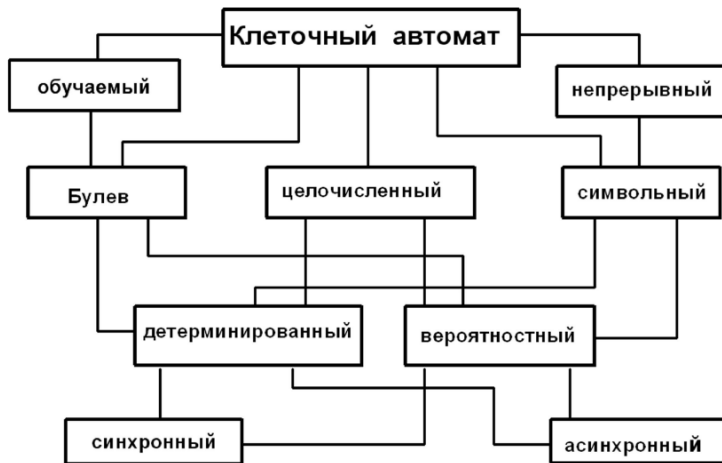 Клеточный автомат
обучаемый
непрерывный
Булев
целочисленный
символьный
детерминированный
вероятностный
синхронный
асинхронный